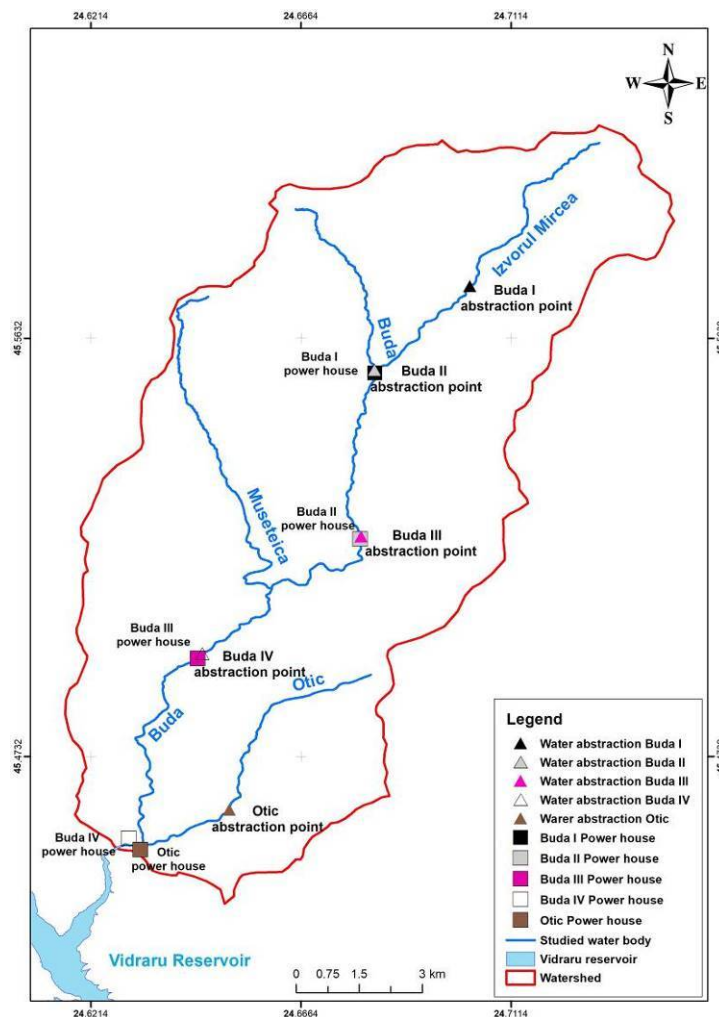 24.6214 24.6664 24.7114
N
W E
S
Izvorul Mircea
Buda I
abstraction point
45.5632
Buda
45.5632
Buda I
power house
Buda II
abstraction point
Museteica
Buda II
power house
Buda III
abstraction point
Buda III
power house
Buda IV
abstraction point
Otic
Buda
45.4732
45.4732
Otic
abstraction point
Buda IV
power house
Otic
power house
Vidraru Reservoir
0 0.75 1.5 3 km
Legend
Water abstraction Buda I
Water abstraction Buda II
Water abstraction Buda III
Water abstraction Buda IV
Warer abstraction Otic
Buda I Power house
Buda II Power house
Buda III Power house
Buda IV Power house
Otic Power house
Studied water body
Vidraru reservoir
Watershed
24.6214 24.6664 24.7114